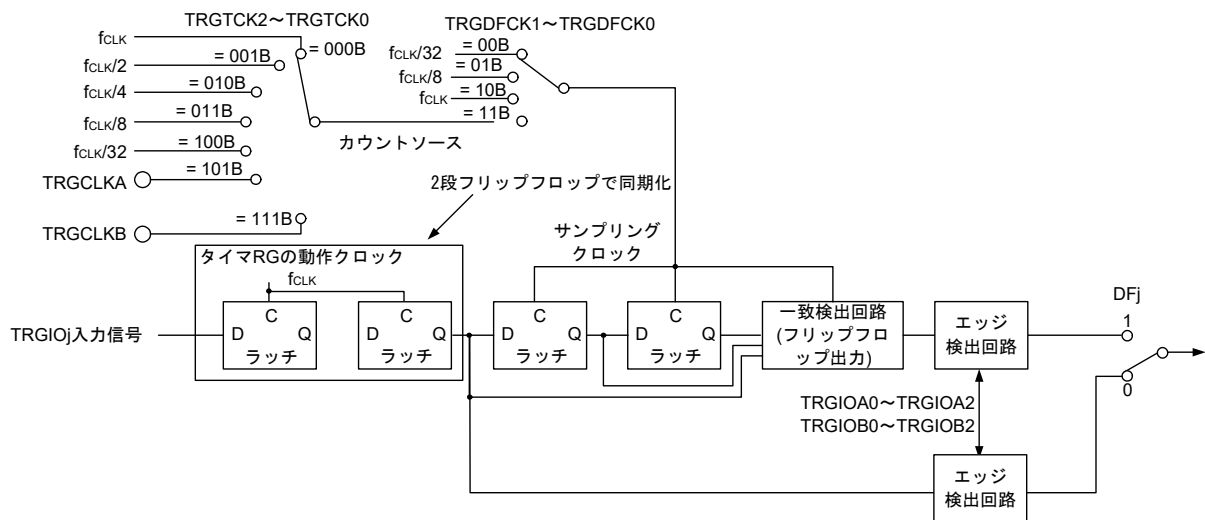 TRGTCK2～TRGTCK0
fCLK
= 000B
fCLK/2
= 001B
fCLK/4
= 010B
fCLK/8
= 011B
fCLK/32
= 100B
TRGCLKA
= 101B
TRGCLKB
= 111B
カウントソース
TRGDFCK1～TRGDFCK0
fCLK/32
= 00B
fCLK/8
= 01B
fCLK
= 10B
= 11B
2段フリップフロップで同期化
サンプリング
クロック
タイマRGの動作クロック
fCLK
TRGIOj入力信号
C
D
Q
ラッチ
C
D
Q
ラッチ
C
D
Q
ラッチ
C
D
Q
ラッチ
一致検出回路
(フリップフロ
ップ出力)
エッジ
検出回路
DFj
1
0
TRGIOA0～TRGIOA2
TRGIOB0～TRGIOB2
エッジ
検出回路